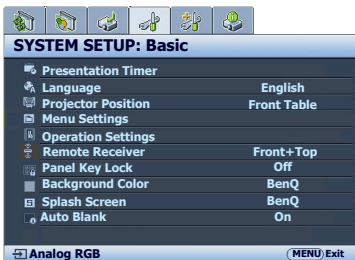 SYSTEM SETUP: Basic
Presentation Timer
Language English
Projector Position Front Table
Menu Settings
Operation Settings
Remote Receiver Front+Top
Panel Key Lock Off
Background Color BenQ
Splash Screen BenQ
Auto Blank On
Analog RGB MENU Exit